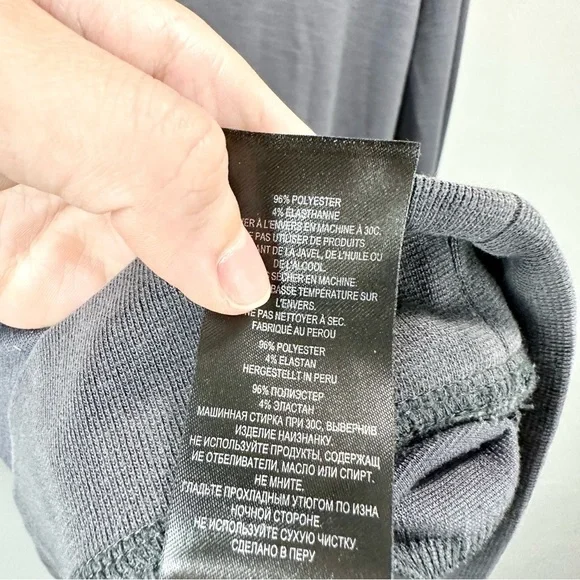 96% POLYESTER
4% ÉLASTHANNE
À L'ENVERS EN MACHINE À 30C.
PAS UTILISER DE PRODUITS
DE LA JAVEL, DE L'HUILE OU
DE L'ALCOOL.
SÉCHER EN MACHINE.
BASSE TEMPÉRATURE SUR
L'ENVERS.
NE PAS NETTOYER À SEC.
FABRIQUÉ AU PEROU
96% POLYESTER
4% ELASTAN
HERGESTELLT IN PERU
96% ПОЛИЭСТЕР
4% ЭЛАСТАН
МАШИННАЯ СТИРКА ПРИ 30С, ВЫВЕРНИВ
ИЗДЕЛИЕ НАИЗНАНКУ.
НЕ ИСПОЛЬЗУЙТЕ ПРОДУКТЫ, СОДЕРЖАЩ
ИЕ ОТБЕЛИВАТЕЛИ, МАСЛО ИЛИ СПИРТ.
НЕ МНИТЕ.
ГЛАДЬТЕ ПРОХЛАДНЫМ УТЮГОМ ПО ИЗНА
НОЧНОЙ СТОРОНЕ.
НЕ ИСПОЛЬЗУЙТЕ СУХУЮ ЧИСТКУ.
СДЕЛАНО В ПЕРУ